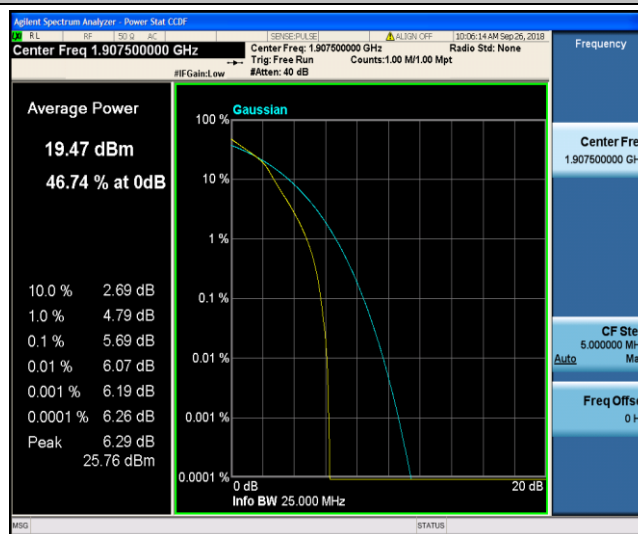 Agilent Spectrum Analyzer - Power Stat CCDF
RL RF 50 Ω AC SENSE:PULSE ALIGN OFF 10:06:14 AM Sep 26, 2018
Center Freq 1.907500000 GHz
Center Freq: 1.907500000 GHz Radio Std: None
Trig: Free Run Counts:1.00 M/1.00 Mpt
#IFGain:Low #Atten: 40 dB
Frequency
Average Power
19.47 dBm
46.74 % at 0dB
10.0 % 2.69 dB
1.0 % 4.79 dB
0.1 % 5.69 dB
0.01 % 6.07 dB
0.001 % 6.19 dB
0.0001 % 6.26 dB
Peak 6.29 dB
25.76 dBm
Gaussian
100 %
10 %
1 %
0.1 %
0.01 %
0.001 %
0.0001 %
0 dB 20 dB
Info BW 25.000 MHz
Center Fre
1.907500000 GH
CF Ste
5.000000 MH
Auto Ma
Freq Offse
0 H
MSG STATUS